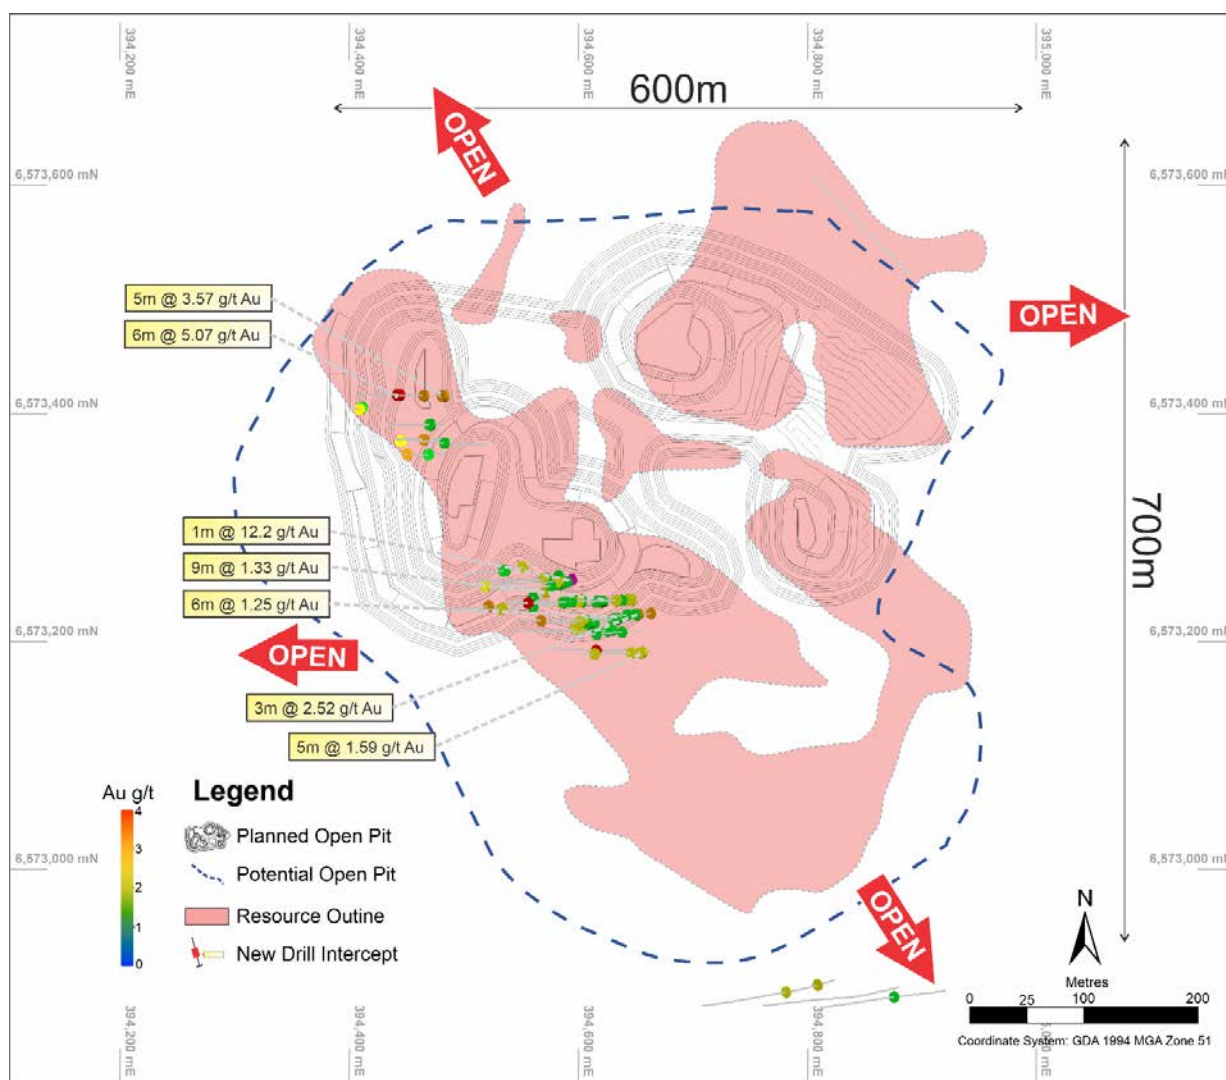 394,200 mE
394,400 mE
394,600 mE
394,800 mE
395,000 mE
600m
OPEN
6,573,600 mN
6,573,600 mN
5m @ 3.57 g/t Au
OPEN
6m @ 5.07 g/t Au
6,573,400 mN
6,573,400 mN
700m
1m @ 12.2 g/t Au
9m @ 1.33 g/t Au
6m @ 1.25 g/t Au
6,573,200 mN
6,573,200 mN
OPEN
3m @ 2.52 g/t Au
5m @ 1.59 g/t Au
Au g/t
4
3
2
1
0
Legend
Planned Open Pit
Potential Open Pit
Resource Outine
New Drill Intercept
6,573,000 mN
6,573,000 mN
OPEN
N
Metres
0 25 100 200
Coordinate System: GDA 1994 MGA Zone 51
394,200 mE
394,400 mE
394,600 mE
394,800 mE